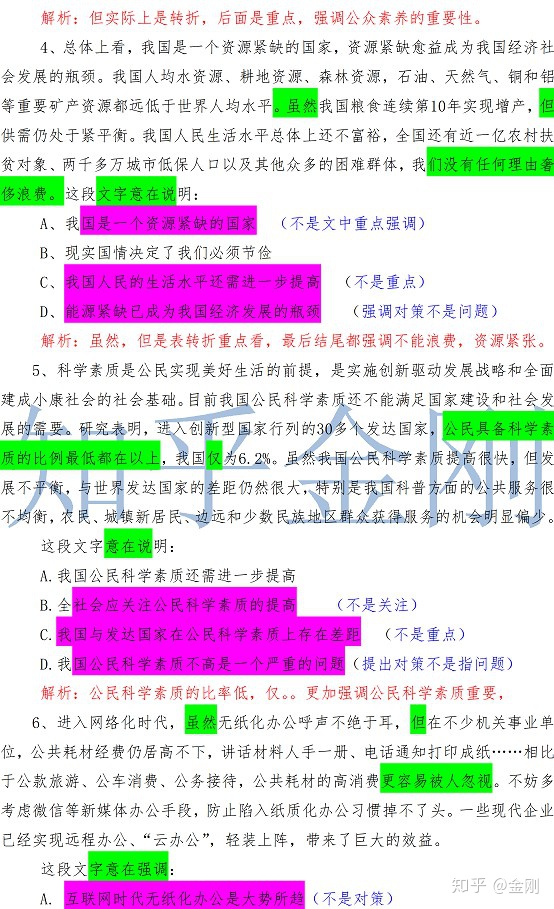 解析：但实际上是转折，后面是重点，强调公众素养的重要性。
4、总体上看，我国是一个资源紧缺的国家，资源紧缺愈益成为我国经济社
会发展的瓶颈。我国人均水资源、耕地资源、森林资源，石油、天然气、铜和铝
等重要矿产资源都远低于世界人均水平。虽然我国粮食连续第10年实现增产，但
供需仍处于紧平衡。我国人民生活水平总体上还不富裕，全国还有近一亿农村扶
贫对象、两千多万城市低保人口以及其他众多的困难群体，我们没有任何理由奢
侈浪费。这段文字意在说明：
A、我国是一个资源紧缺的国家 （不是文中重点强调）
B、现实国情决定了我们必须节俭
C、我国人民的生活水平还需进一步提高 （不是重点）
D、能源紧缺已成为我国经济发展的瓶颈 （强调对策不是问题）
解析：虽然，但是表转折重点看，最后结尾都强调不能浪费，资源紧张。
5、科学素质是公民实现美好生活的前提，是实施创新驱动发展战略和全面
建成小康社会的社会基础。目前我国公民科学素质还不能满足国家建设和社会发
展的需要。研究表明，进入创新型国家行列的30多个发达国家，公民具备科学素
质的比例最低都在以上，我国仅为6.2%。虽然我国公民科学素质提高很快，但发
展不平衡，与世界发达国家的差距仍然很大，特别是我国科普方面的公共服务很
不均衡，农民、城镇新居民、边远和少数民族地区群众获得服务的机会明显偏少。
这段文字意在说明：
A.我国公民科学素质还需进一步提高
B.全社会应关注公民科学素质的提高 （不是关注）
C.我国与发达国家在公民科学素质上存在差距 （不是重点）
D.我国公民科学素质不高是一个严重的问题（提出对策不是指问题）
解析：公民科学素质的比率低，仅。。更加强调公民科学素质重要，
6、进入网络化时代，虽然无纸化办公呼声不绝于耳，但在不少机关事业单
位，公共耗材经费仍居高不下，讲话材料人手一册、电话通知打印成纸……相比
于公款旅游、公车消费、公务接待，公共耗材的高消费更容易被人忽视。不妨多
考虑微信等新媒体办公手段，防止陷入纸质化办公习惯掉不了头。一些现代企业
已经实现远程办公、“云办公”，轻装上阵，带来了巨大的效益。
这段文字意在强调：
A. 互联网时代无纸化办公是大势所趋（不是对策）
知乎金刚
知乎 @金刚